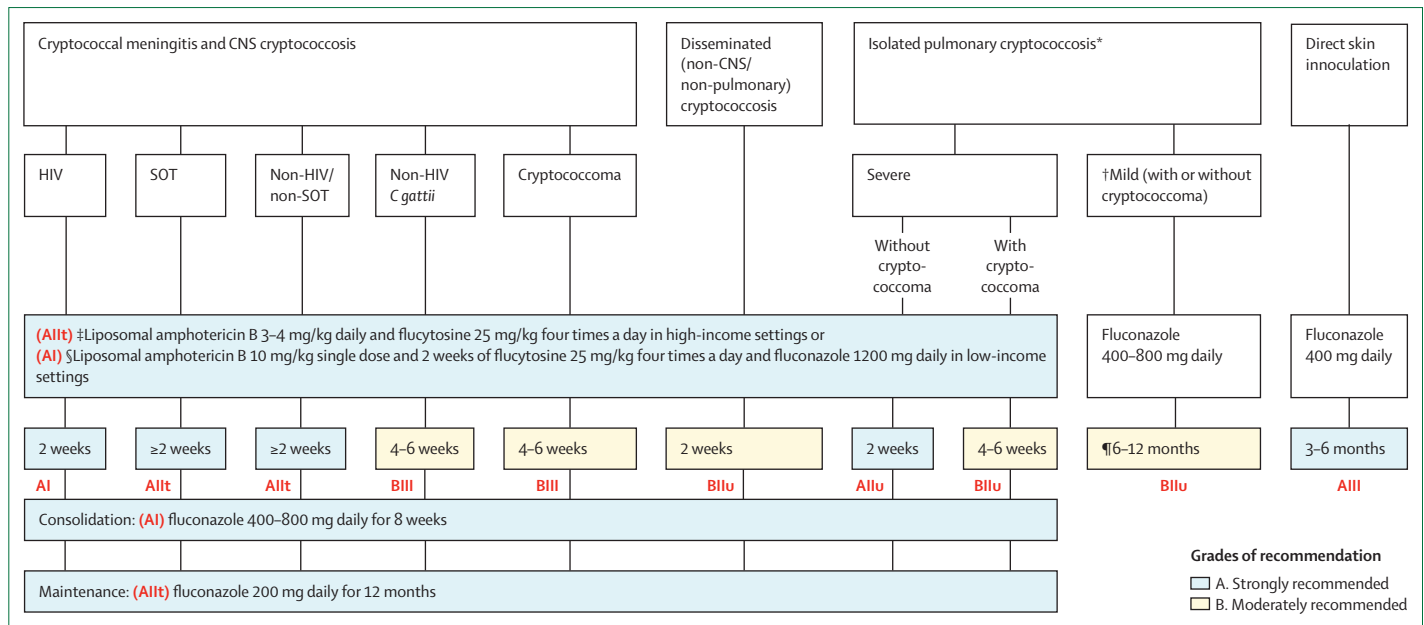 Cryptococcal meningitis and CNS cryptococcosis
Disseminated
(non-CNS/
non-pulmonary)
cryptococcosis
Isolated pulmonary cryptococcosis*
Direct skin
innoculation
HIV
SOT
Non-HIV/
non-SOT
Non-HIV
C gattii
Cryptococcoma
Severe
†Mild (with or without
cryptococcoma)
Without
crypto-
coccoma
With
crypto-
coccoma
(AIIt) ‡Liposomal amphotericin B 3–4 mg/kg daily and flucytosine 25 mg/kg four times a day in high-income settings or
(AI) §Liposomal amphotericin B 10 mg/kg single dose and 2 weeks of flucytosine 25 mg/kg four times a day and fluconazole 1200 mg daily in low-income
settings
Fluconazole
400–800 mg daily
Fluconazole
400 mg daily
2 weeks
≥2 weeks
≥2 weeks
4–6 weeks
4–6 weeks
2 weeks
2 weeks
4–6 weeks
¶6–12 months
3–6 months
AI
AIIt
AIIt
BIII
BIII
BIIu
AIIu
BIIu
BIIu
AIII
Consolidation: (AI) fluconazole 400–800 mg daily for 8 weeks
Maintenance: (AIIt) fluconazole 200 mg daily for 12 months
Grades of recommendation
A. Strongly recommended
B. Moderately recommended